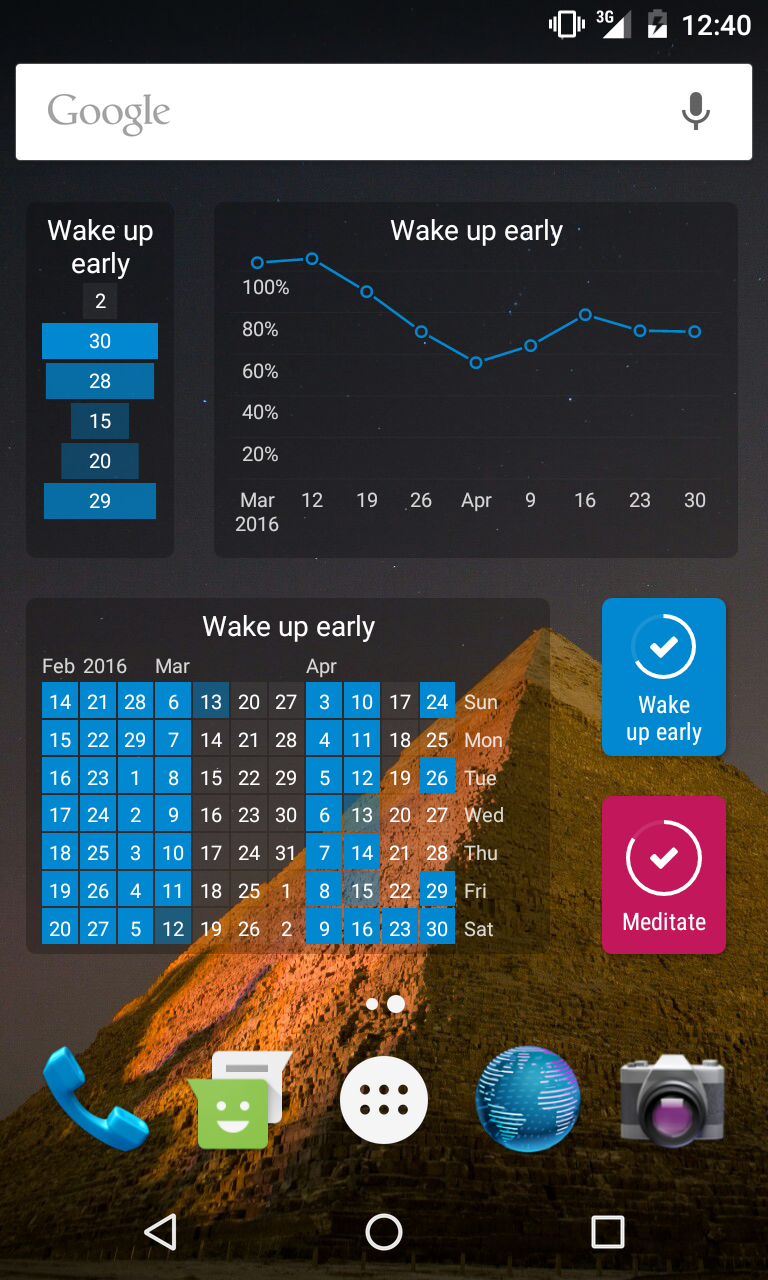 3G 12:40
Google
Wake up
early
2
30
28
15
20
29
Wake up early
100%
80%
60%
40%
20%
Mar 12 19 26 Apr 9 16 23 30
2016
Wake up early
Feb 2016 Mar Apr
14 21 28 6 13 20 27 3 10 17 24 Sun
15 22 29 7 14 21 28 4 11 18 25 Mon
16 23 1 8 15 22 29 5 12 19 26 Tue
17 24 2 9 16 23 30 6 13 20 27 Wed
18 25 3 10 17 24 31 7 14 21 28 Thu
19 26 4 11 18 25 1 8 15 22 29 Fri
20 27 5 12 19 26 2 9 16 23 30 Sat
Wake
up early
Meditate